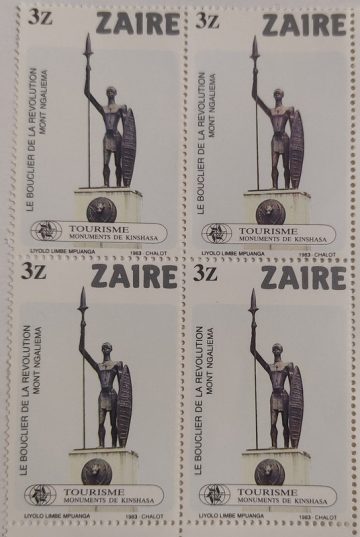 3Z ZAIRE
LE BOUCLIER DE LA REVOLUTION
MONT NGALIEMA
TOURISME
MONUMENTS DE KINSHASA
LIYOLO LIMBE MPUANGA 1983 - CHALOT
3Z ZAIRE
LE BOUCLIER DE LA REVOLUTION
MONT NGALIEMA
TOURISME
MONUMENTS DE KINSHASA
LIYOLO LIMBE MPUANGA 1983 - CHALOT
3Z ZAIRE
LE BOUCLIER DE LA REVOLUTION
MONT NGALIEMA
TOURISME
MONUMENTS DE KINSHASA
LIYOLO LIMBE MPUANGA 1983 - CHALOT
3Z ZAIRE
LE BOUCLIER DE LA REVOLUTION
MONT NGALIEMA
TOURISME
MONUMENTS DE KINSHASA
LIYOLO LIMBE MPUANGA 1983 - CHALOT